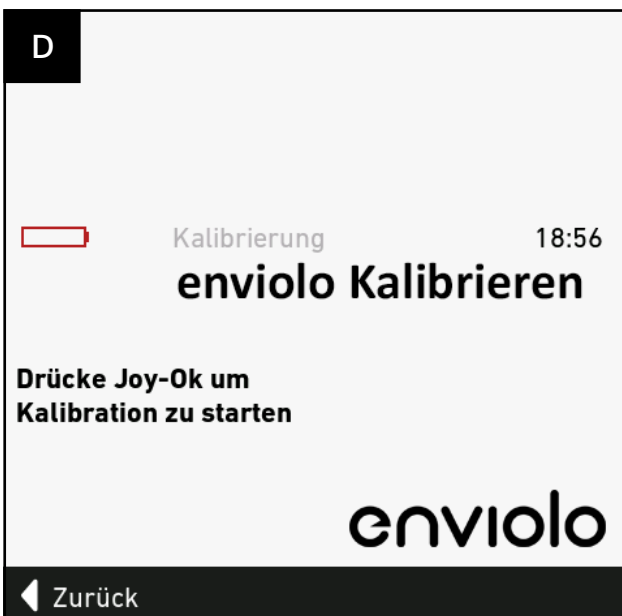 D
Kalibrierung 18:56
enviolo Kalibrieren
Drücke Joy-Ok um
Kalibration zu starten
enviolo
Zurück